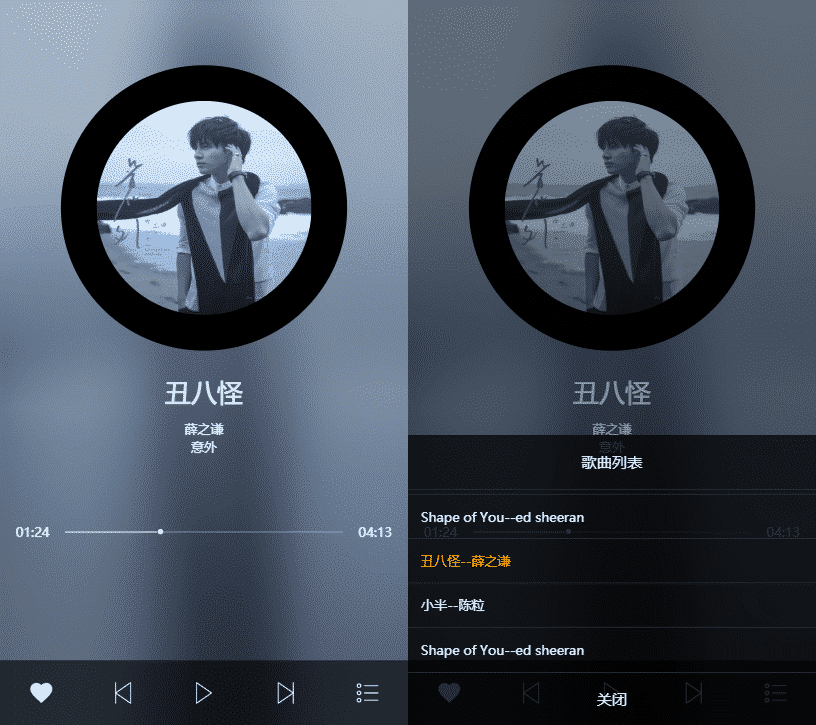 丑八怪
薛之谦
意外
01:24
04:13
丑八怪
薛之谦
意外
歌曲列表
Shape of You--ed sheeran
01:24
04:13
丑八怪--薛之谦
小半--陈粒
Shape of You--ed sheeran
关闭